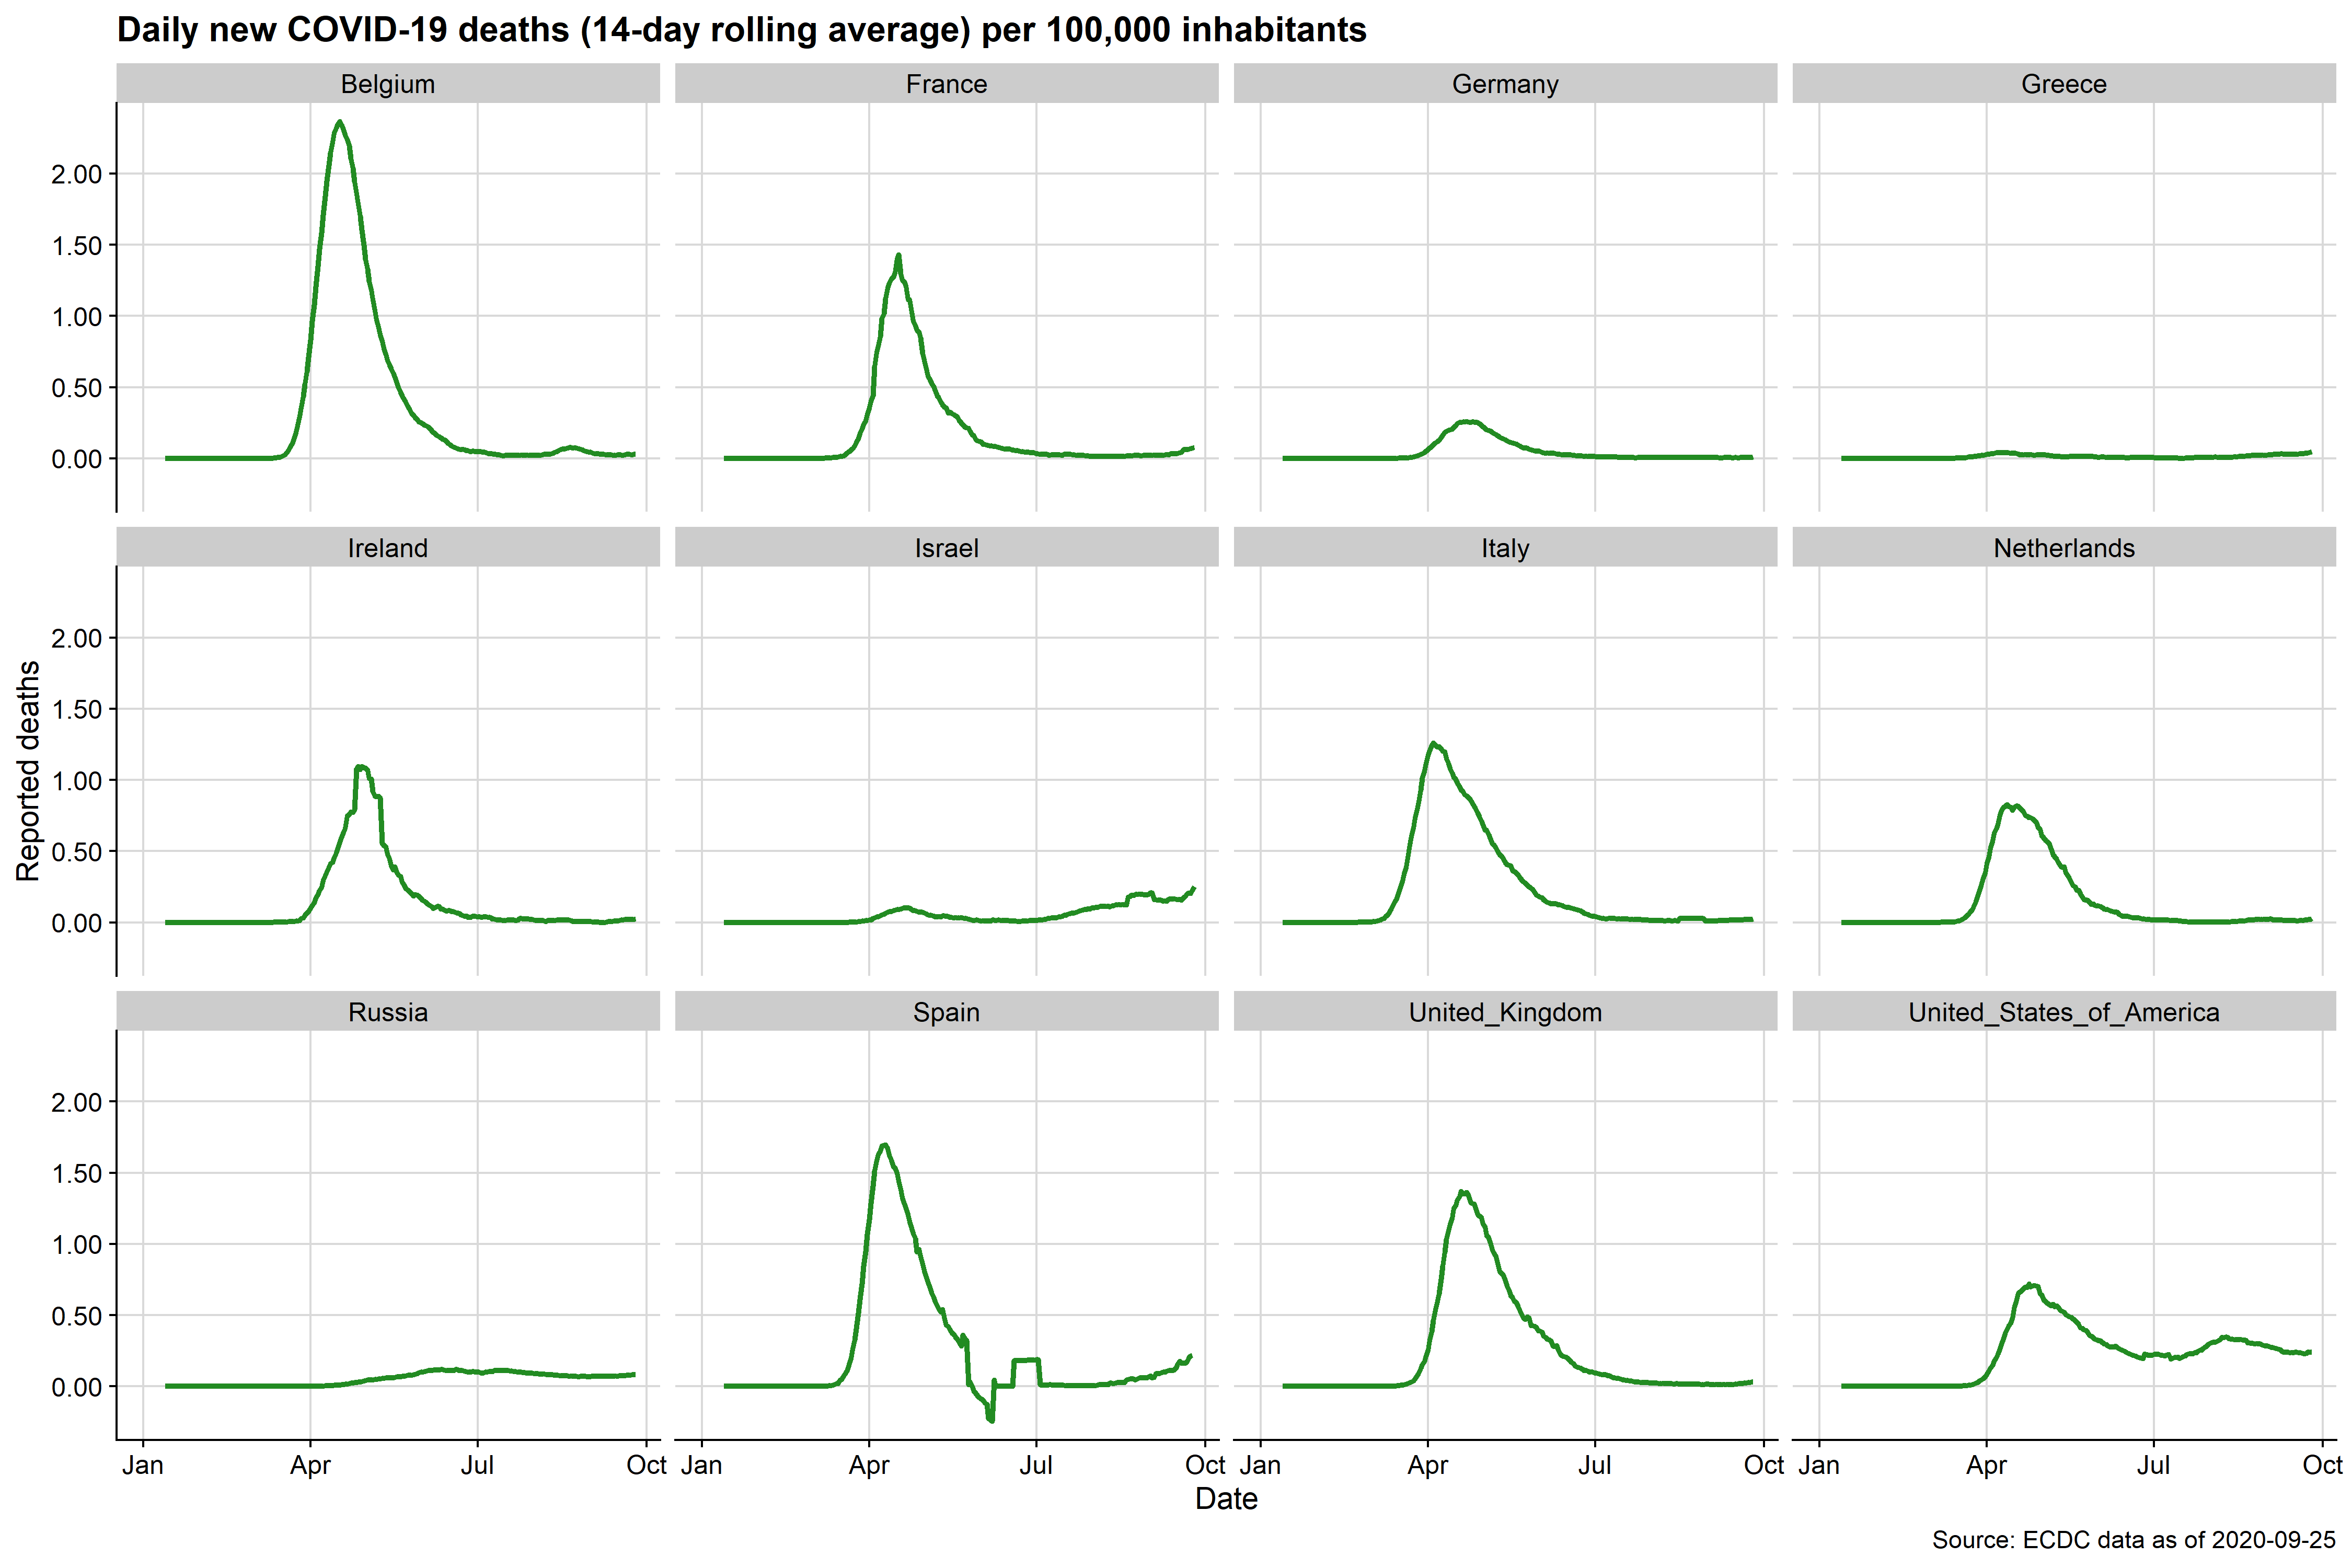 Daily new COVID-19 deaths (14-day rolling average) per 100,000 inhabitants
Belgium France Germany Greece
2.00
1.50
1.00
0.50
0.00
Ireland Israel Italy Netherlands
2.00
1.50
1.00
0.50
0.00
Reported deaths
Russia Spain United_Kingdom United_States_of_America
2.00
1.50
1.00
0.50
0.00
Jan Apr Jul Oct Jan Apr Jul Oct Jan Apr Jul Oct Jan Apr Jul Oct
Date
Source: ECDC data as of 2020-09-25